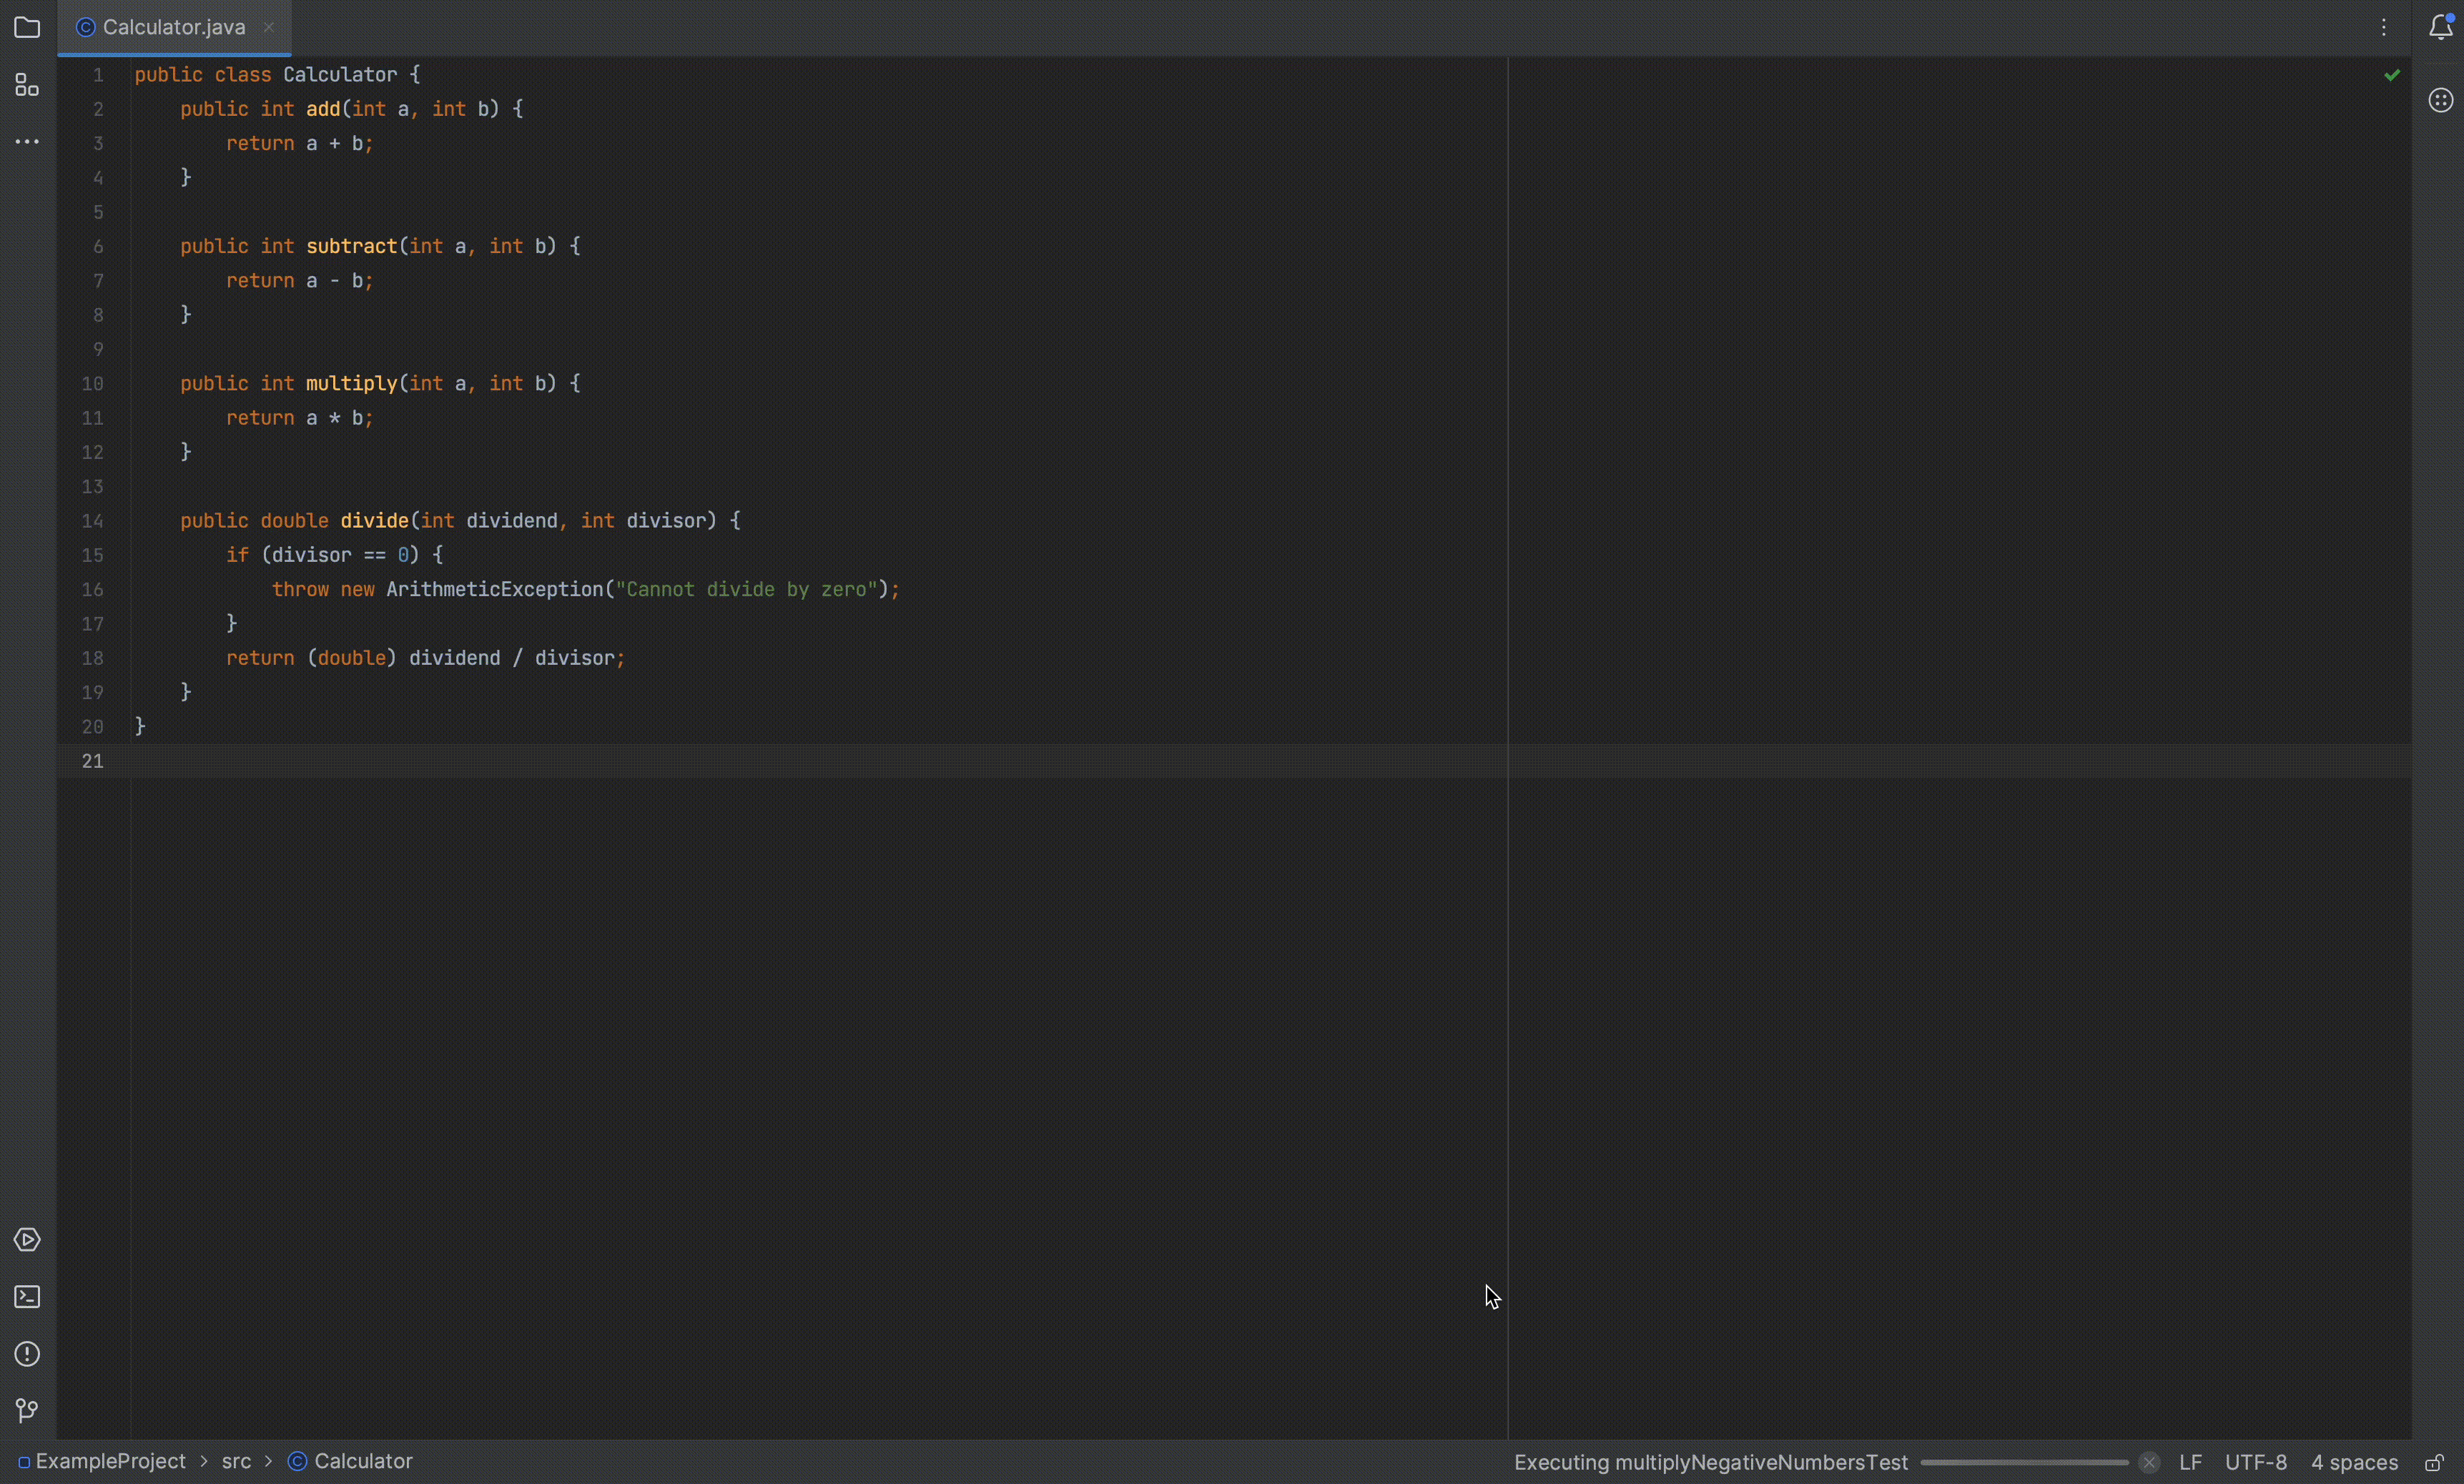 Calculator.java
1 public class Calculator {
2 public int add(int a, int b) {
3 return a + b;
4 }
5
6 public int subtract(int a, int b) {
7 return a - b;
8 }
9
10 public int multiply(int a, int b) {
11 return a * b;
12 }
13
14 public double divide(int dividend, int divisor) {
15 if (divisor == 0) {
16 throw new ArithmeticException("Cannot divide by zero");
17 }
18 return (double) dividend / divisor;
19 }
20 }
21
ExampleProject > src > Calculator Executing multiplyNegativeNumbersTest LF UTF-8 4 spaces